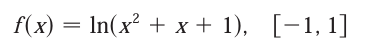 f(x) = ln(x² + x + 1), [−1, 1]